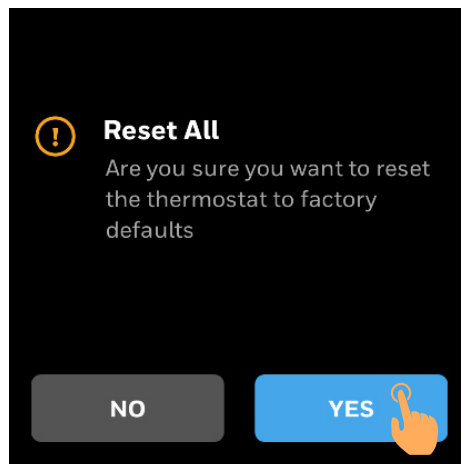 Reset All
Are you sure you want to reset
the thermostat to factory
defaults
NO
YES